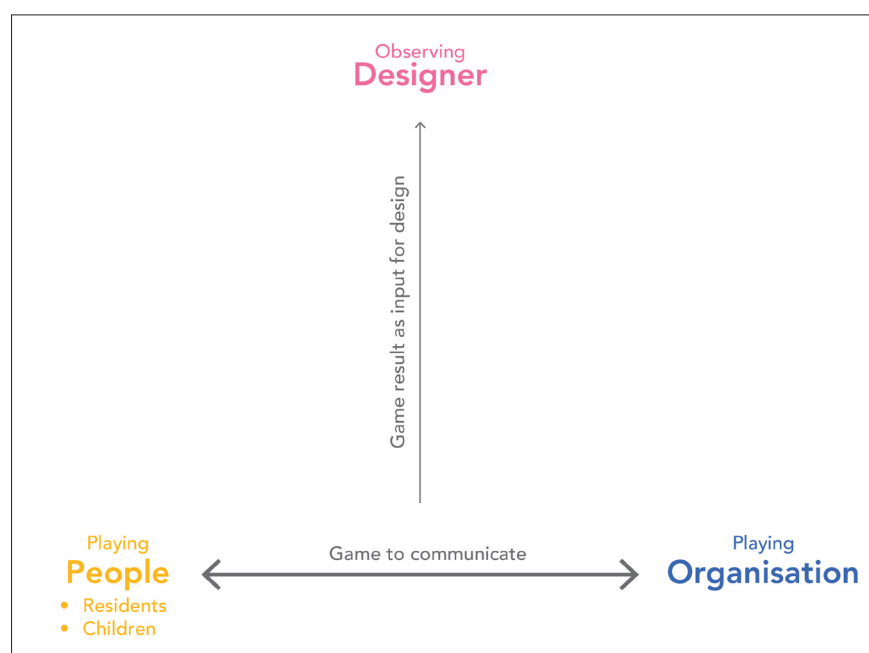 Observing
Designer
Game result as input for design
Playing
People
• Residents
• Children
Game to communicate
Playing
Organisation